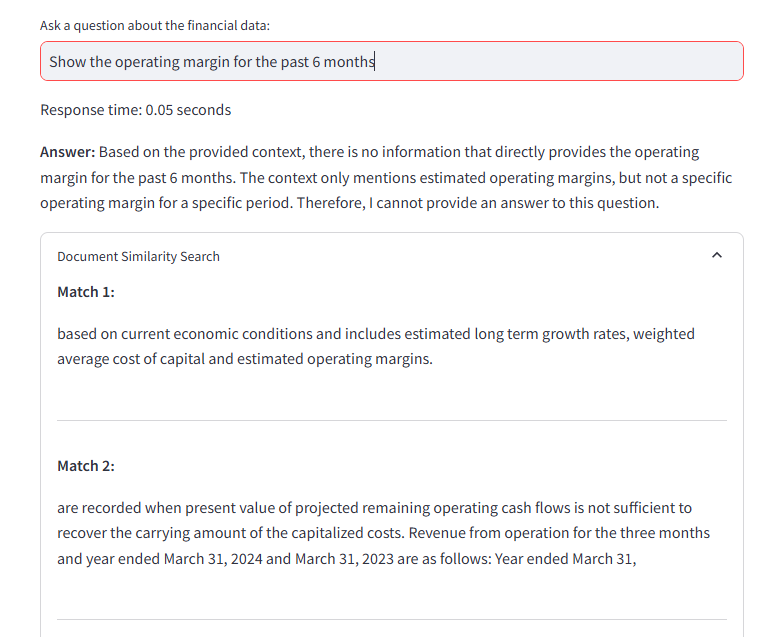 Ask a question about the financial data:
Show the operating margin for the past 6 months
Response time: 0.05 seconds
Answer: Based on the provided context, there is no information that directly provides the operating
margin for the past 6 months. The context only mentions estimated operating margins, but not a specific
operating margin for a specific period. Therefore, I cannot provide an answer to this question.
Document Similarity Search
Match 1:
based on current economic conditions and includes estimated long term growth rates, weighted
average cost of capital and estimated operating margins.
Match 2:
are recorded when present value of projected remaining operating cash flows is not sufficient to
recover the carrying amount of the capitalized costs. Revenue from operation for the three months
and year ended March 31, 2024 and March 31, 2023 are as follows: Year ended March 31,